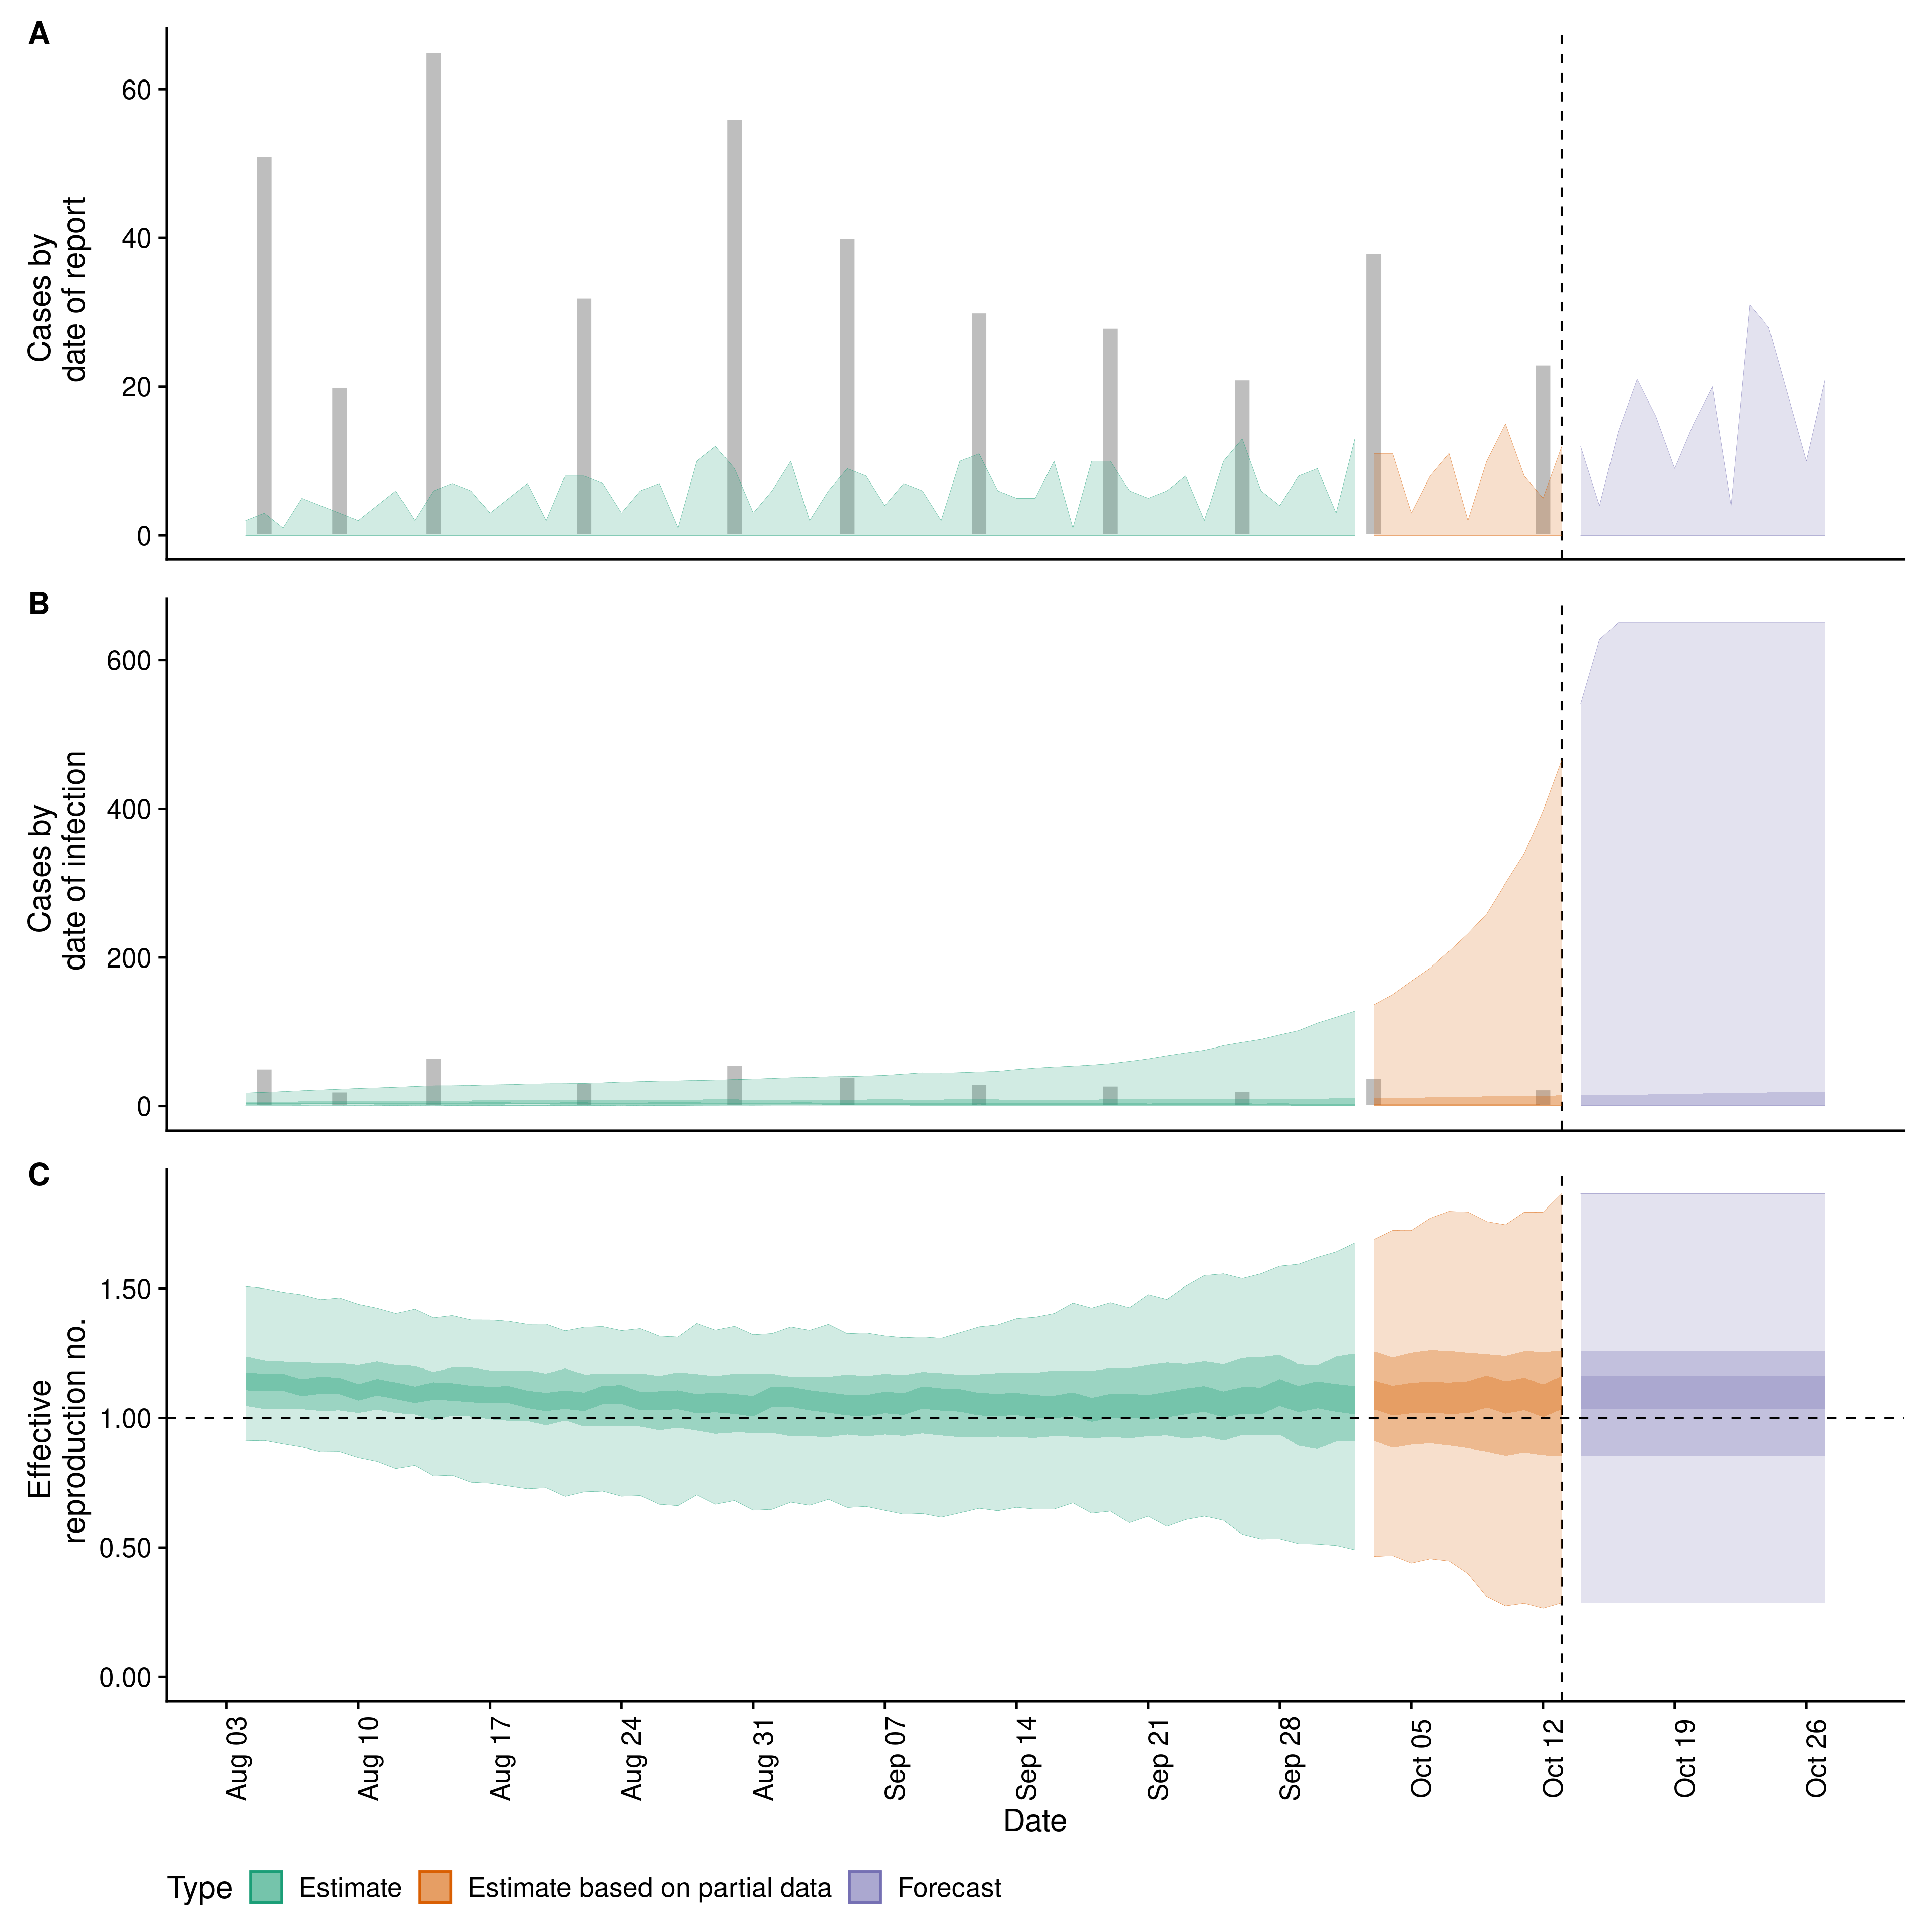 A
Cases by
date of report
60
40
20
0
B
Cases by
date of infection
600
400
200
0
C
Effective
reproduction no.
1.50
1.00
0.50
0.00
Aug 03
Aug 10
Aug 17
Aug 24
Aug 31
Sep 07
Sep 14
Sep 21
Sep 28
Oct 05
Oct 12
Oct 19
Oct 26
Date
Type Estimate Estimate based on partial data Forecast